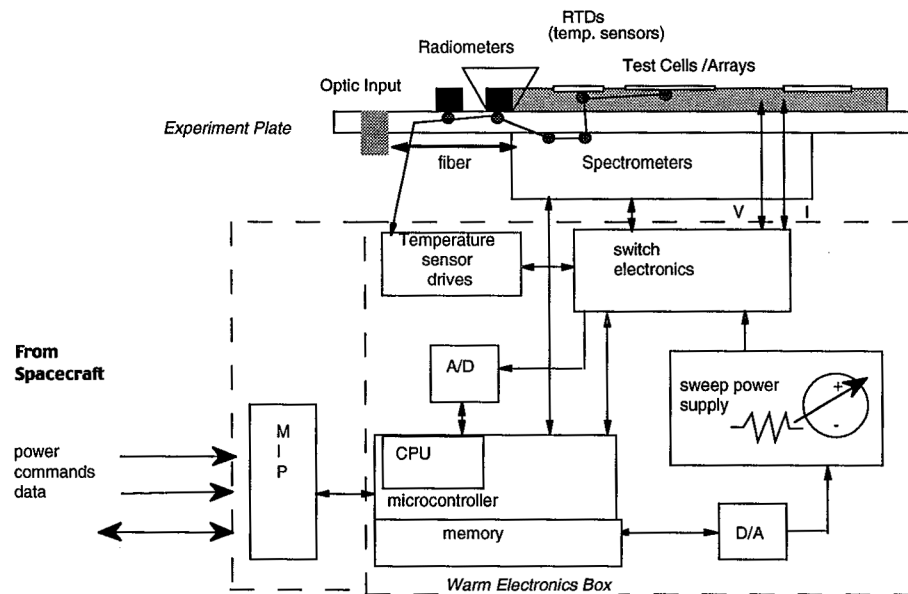 RTDs
(temp. sensors)
Radiometers
Test Cells /Arrays
Optic Input
Experiment Plate
fiber
Spectrometers
V
I
Temperature
sensor
drives
switch
electronics
From
Spacecraft
A/D
sweep power
supply
+
-
M
I
P
CPU
power
commands
data
microcontroller
memory
D/A
Warm Electronics Box